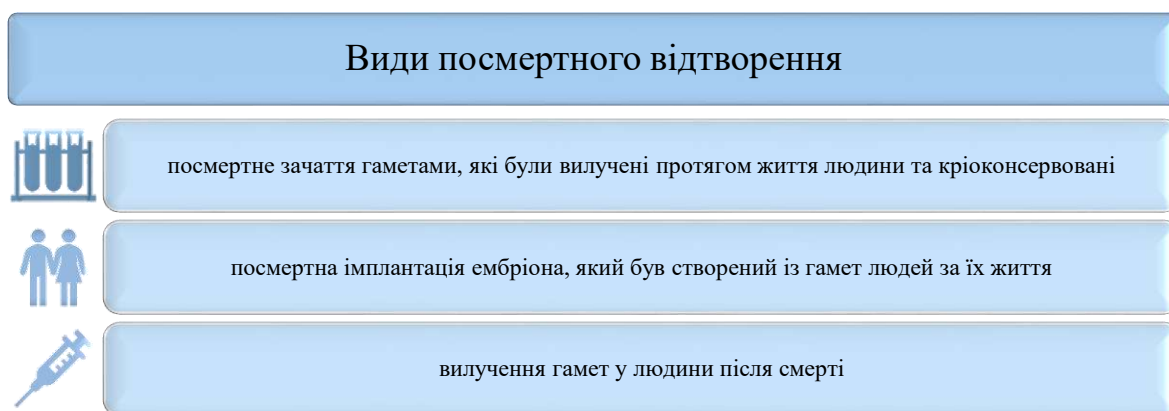 Види посмертного відтворення
посмертне зачаття гаметами, які були вилучені протягом життя людини та кріоконсервовані
посмертна імплантація ембріона, який був створений із гамет людей за їх життя
вилучення гамет у людини після смерті